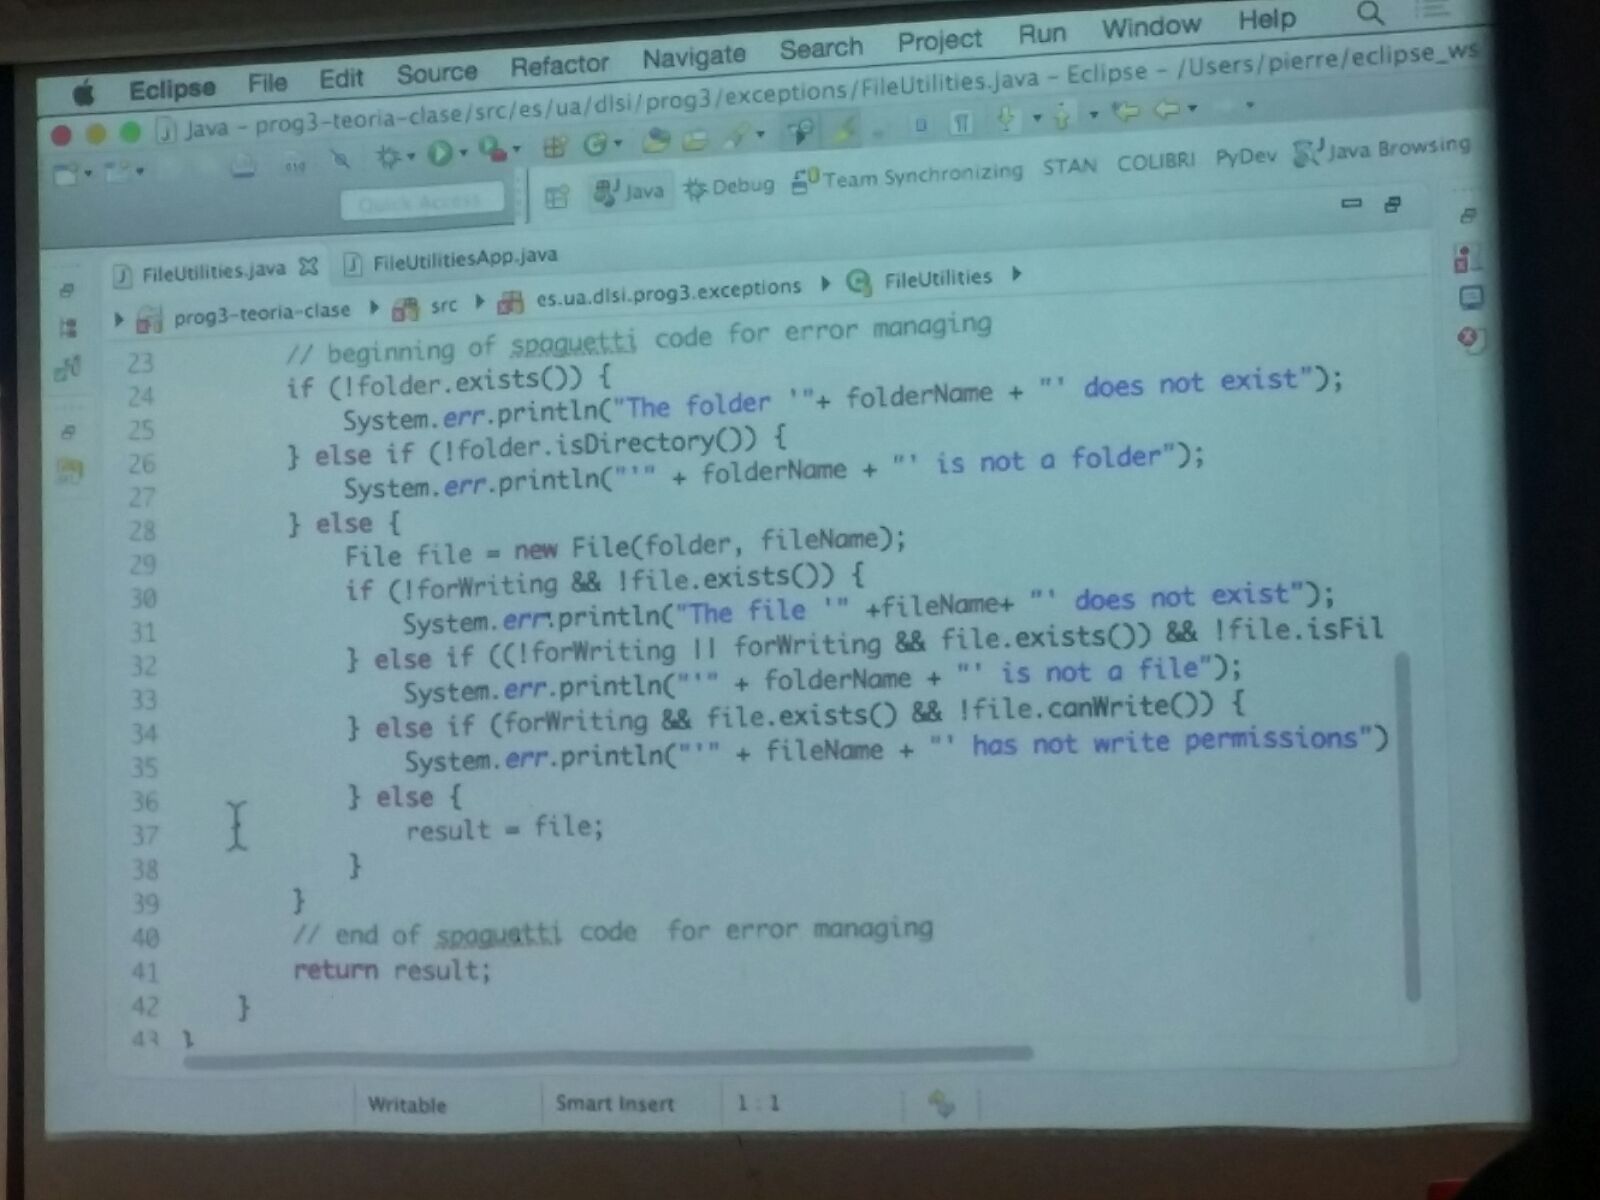 Eclipse File Edit Source Refactor Navigate Search Project Run Window Help
Java - prog3-teoria-clase/src/es/ua/dlsi/prog3/exceptions/FileUtilities.java - Eclipse - /Users/pierre/eclipse_ws
Quick Access Java Debug Team Synchronizing STAN COLIBRI PyDev Java Browsing
FileUtilities.java FileUtilitiesApp.java
prog3-teoria-clase src es.ua.dlsi.prog3.exceptions FileUtilities
23 // beginning of spaguetti code for error managing
24 if (!folder.exists()) {
25 System.err.println("The folder '"+ folderName + "' does not exist");
26 } else if (!folder.isDirectory()) {
27 System.err.println("'" + folderName + "' is not a folder");
28 } else {
29 File file = new File(folder, fileName);
30 if (!forWriting && !file.exists()) {
31 System.err.println("The file '" +fileName+ "' does not exist");
32 } else if ((!forWriting || forWriting && file.exists()) && !file.isFil
33 System.err.println("'" + folderName + "' is not a file");
34 } else if (forWriting && file.exists() && !file.canWrite()) {
35 System.err.println("'" + fileName + "' has not write permissions")
36 } else {
37 result = file;
38 }
39 }
40 // end of spaguetti code  for error managing
41 return result;
42 }
43 }
Writable Smart Insert 1 : 1